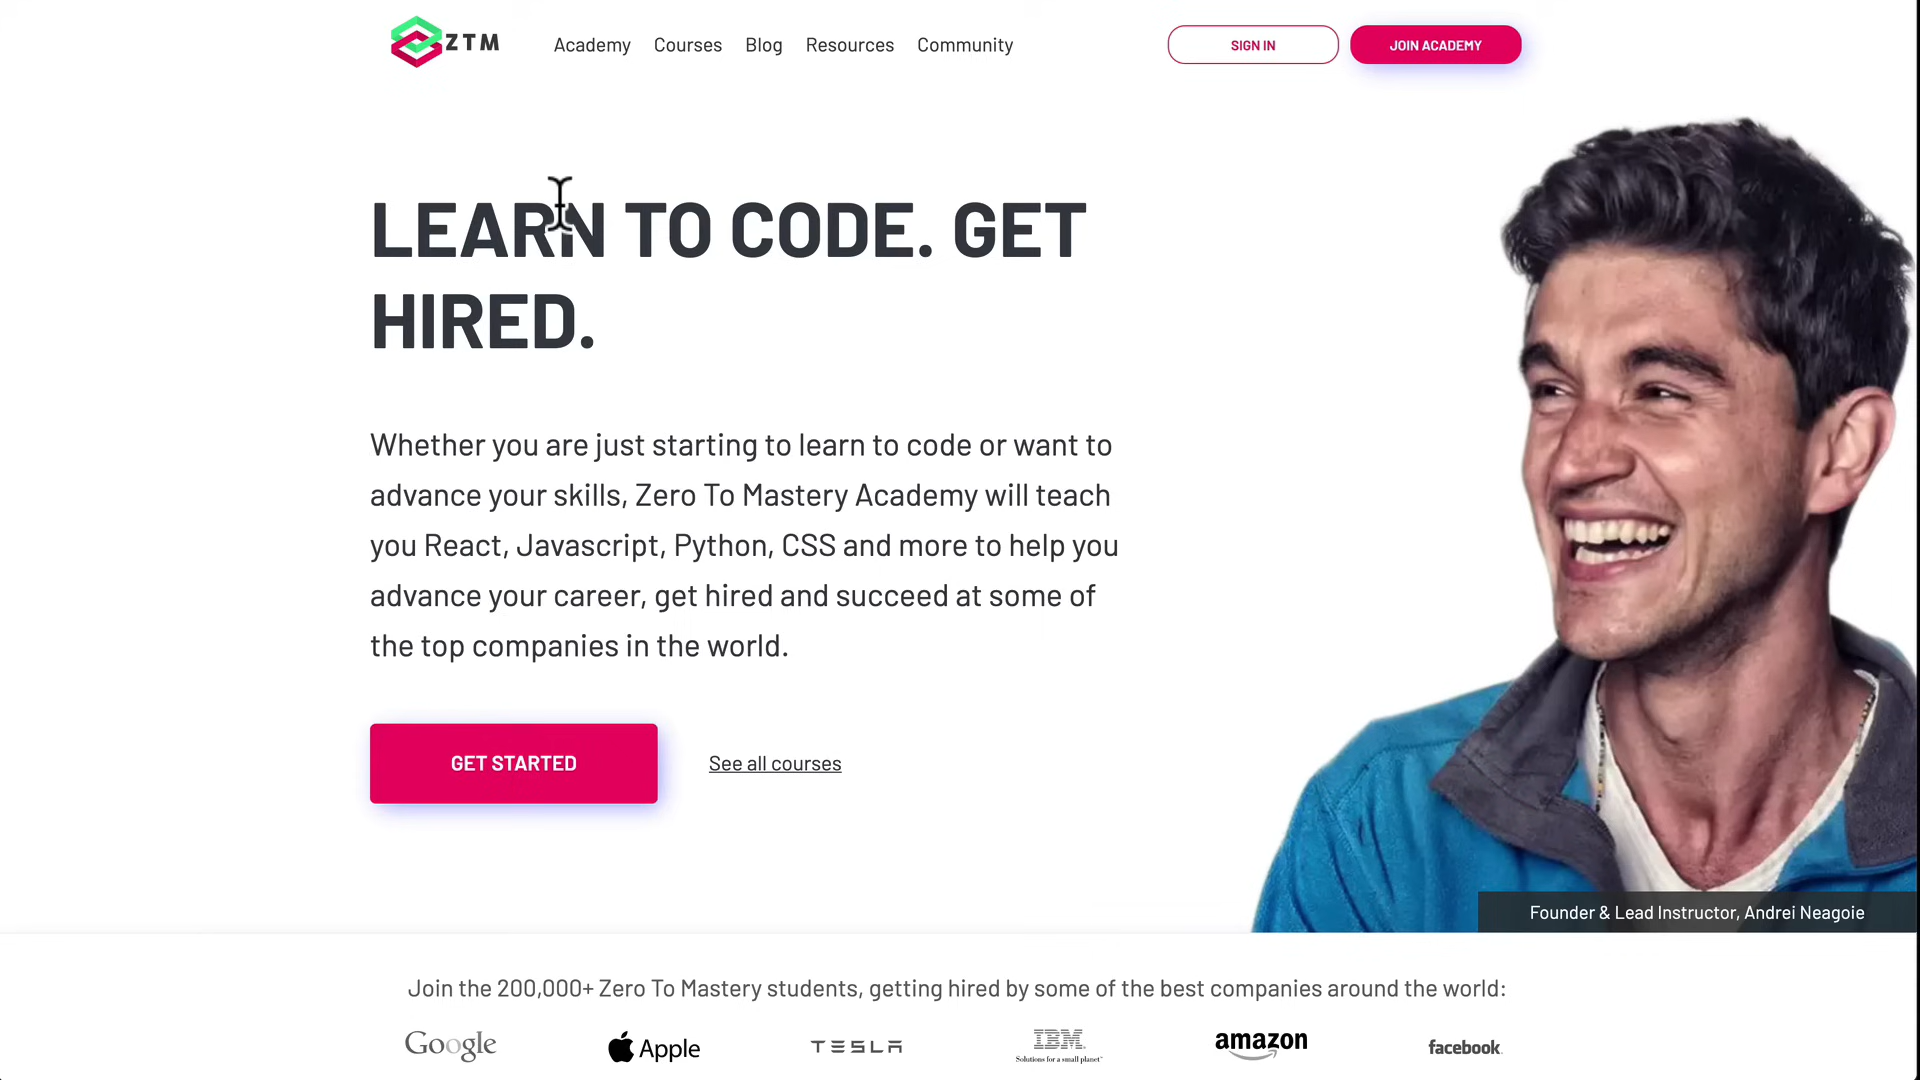 ZTM
Academy Courses Blog Resources Community
SIGN IN
JOIN ACADEMY
LEARN TO CODE. GET
HIRED.
Whether you are just starting to learn to code or want to
advance your skills, Zero To Mastery Academy will teach
you React, Javascript, Python, CSS and more to help you
advance your career, get hired and succeed at some of
the top companies in the world.
GET STARTED
See all courses
Founder & Lead Instructor, Andrei Neagoie
Join the 200,000+ Zero To Mastery students, getting hired by some of the best companies around the world:
Google
Apple
TESLA
IBM
Solutions for a small planet™
amazon
facebook